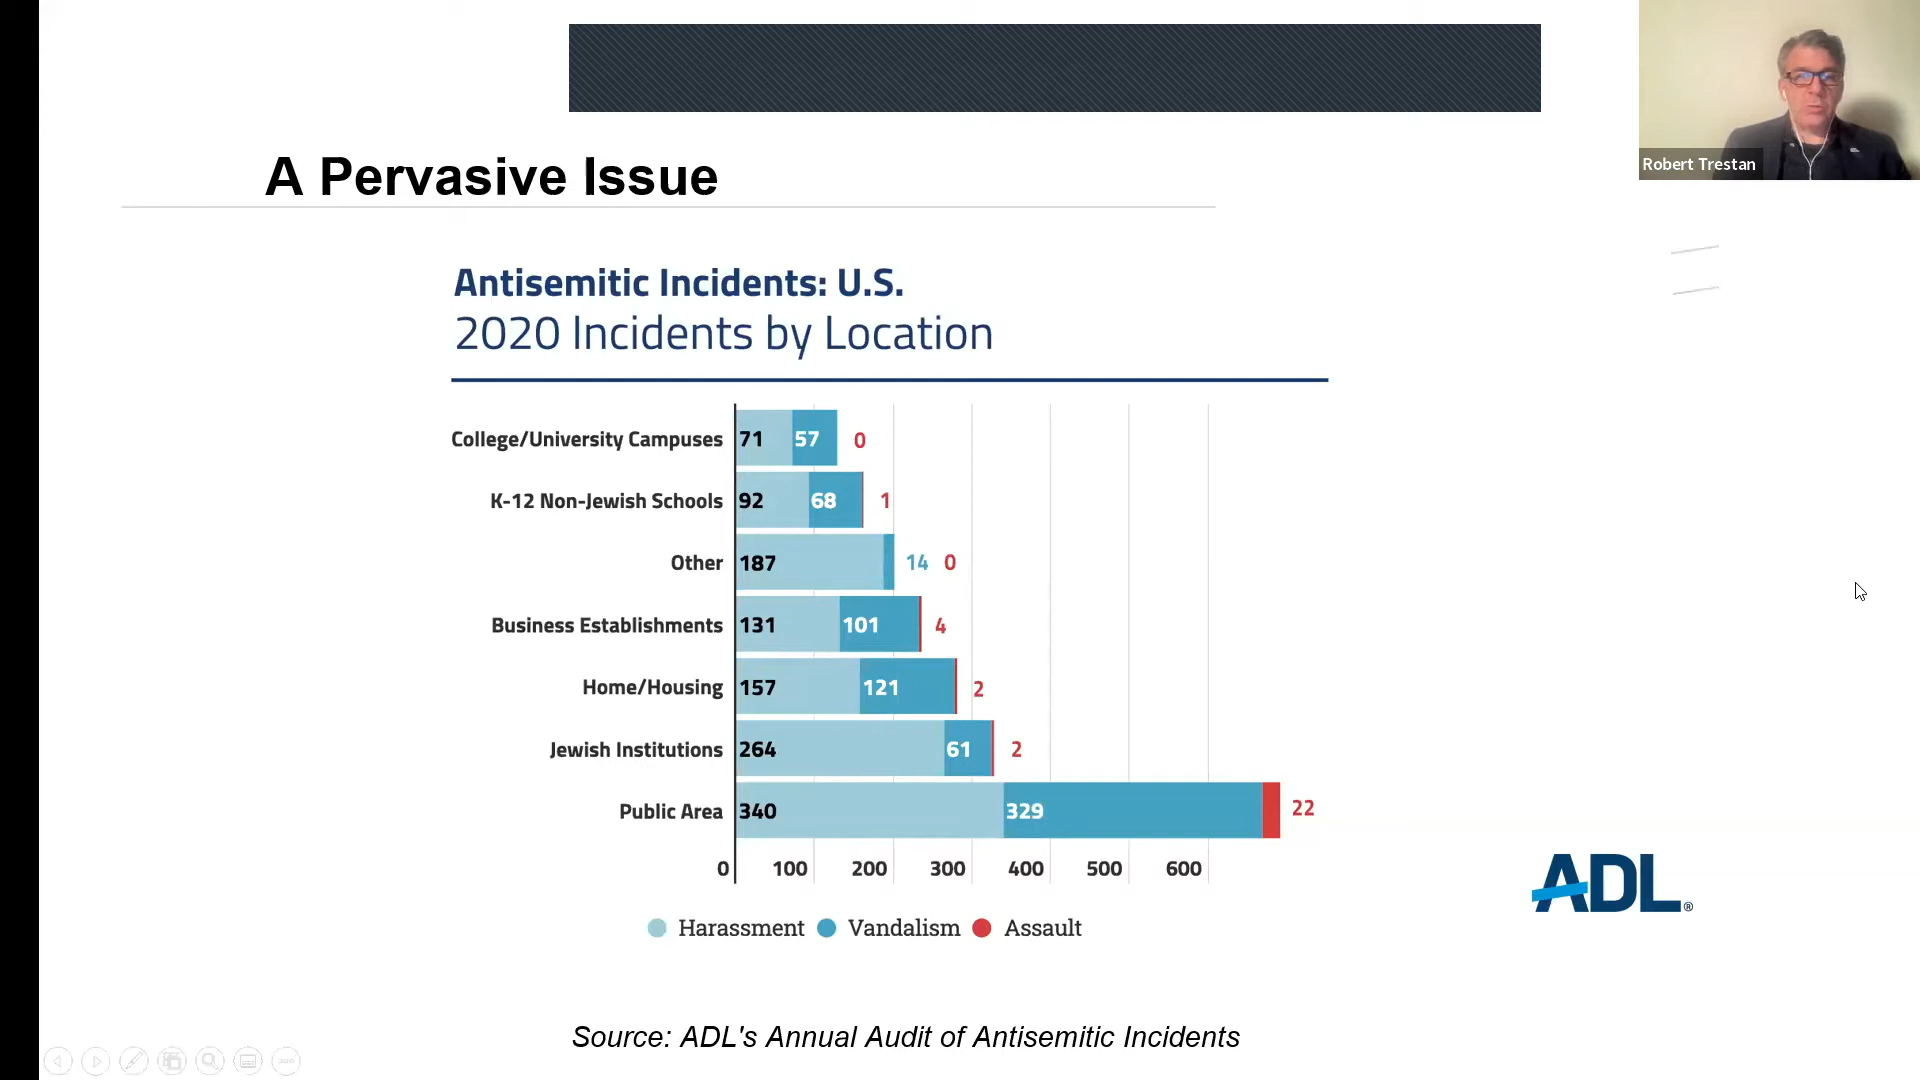 Robert Trestan
A Pervasive Issue
Antisemitic Incidents: U.S.
2020 Incidents by Location
College/University Campuses 71 57 0
K-12 Non-Jewish Schools 92 68 1
Other 187 14 0
Business Establishments 131 101 4
Home/Housing 157 121 2
Jewish Institutions 264 61 2
Public Area 340 329 22
0 100 200 300 400 500 600
Harassment Vandalism Assault
ADL®
Source: ADL's Annual Audit of Antisemitic Incidents